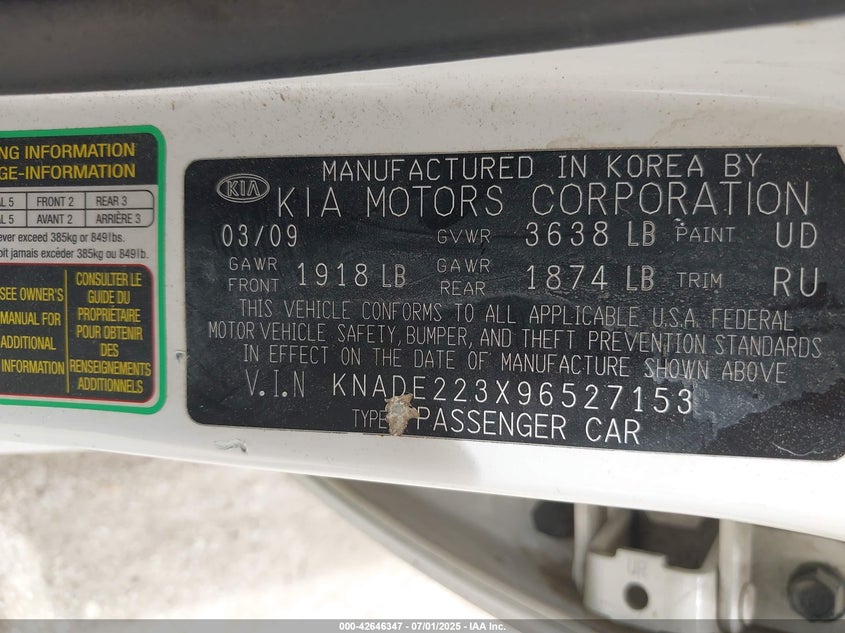 NG INFORMATION
GE-INFORMATION
AL 5 FRONT 2 REAR 3
AL 5 AVANT 2 ARRIÈRE 3
ever exceed 385kg or 849lbs.
oit jamais excéder 385kg ou 849lb.
SEE OWNER'S
MANUAL FOR
ADDITIONAL
INFORMATION
CONSULTER LE
GUIDE DU
PROPRIÉTAIRE
POUR OBTENIR
DES
RENSEIGNEMENTS
ADDITIONNELS
KIA
MANUFACTURED IN KOREA BY
KIA MOTORS CORPORATION
03/09 GVWR 3638 LB PAINT UD
GAWR FRONT 1918 LB GAWR REAR 1874 LB TRIM RU
THIS VEHICLE CONFORMS TO ALL APPLICABLE U.S.A. FEDERAL
MOTOR VEHICLE SAFETY, BUMPER, AND THEFT PREVENTION STANDARDS
IN EFFECT ON THE DATE OF MANUFACTURE SHOWN ABOVE
V.I.N KNADE223X96527153
TYPE PASSENGER CAR
000-42646347 - 07/01/2025 - IAA Inc.